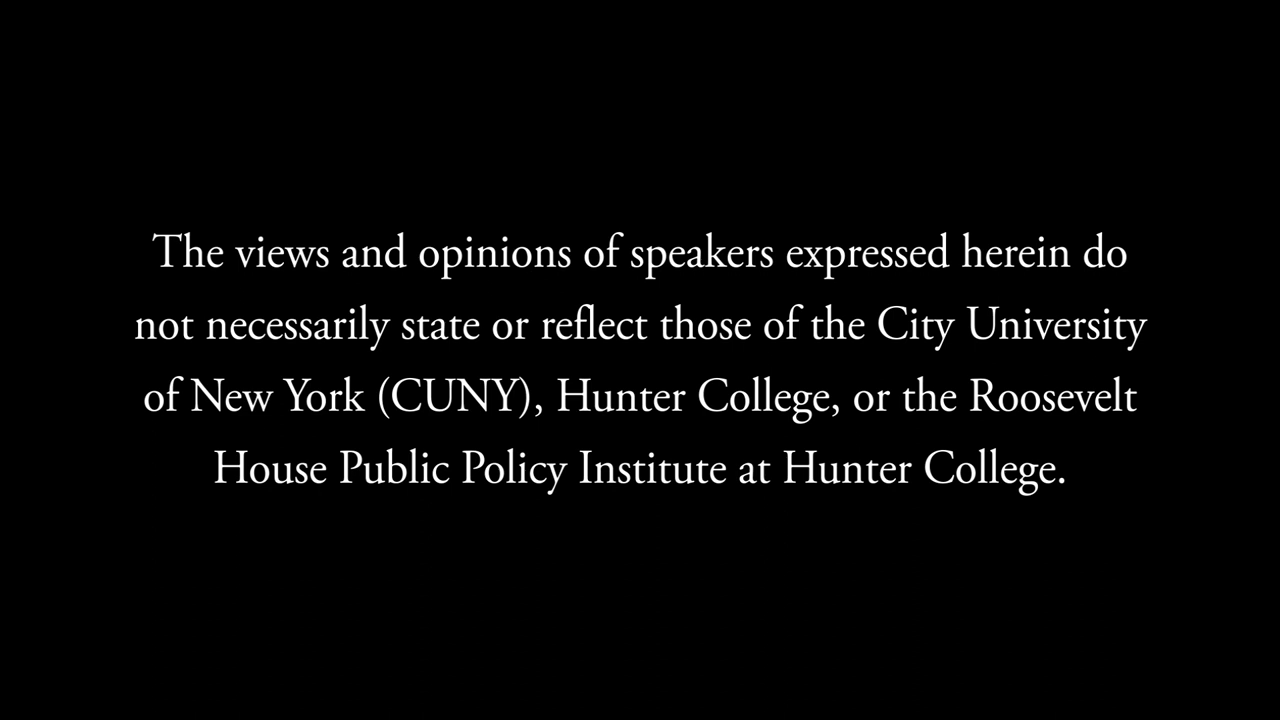 The views and opinions of speakers expressed herein do
not necessarily state or reflect those of the City University
of New York (CUNY), Hunter College, or the Roosevelt
House Public Policy Institute at Hunter College.